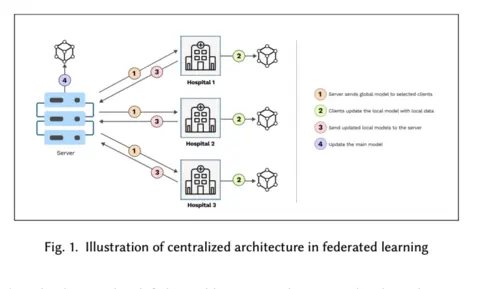 1
3
2
Hospital 1
4
1
3
2
Hospital 2
Server
1
3
2
Hospital 3
1 Server sends global model to selected clients
2 Clients update the local model with local data
3 Send updated local models to the server
4 Update the main model
Fig. 1. Illustration of centralized architecture in federated learning